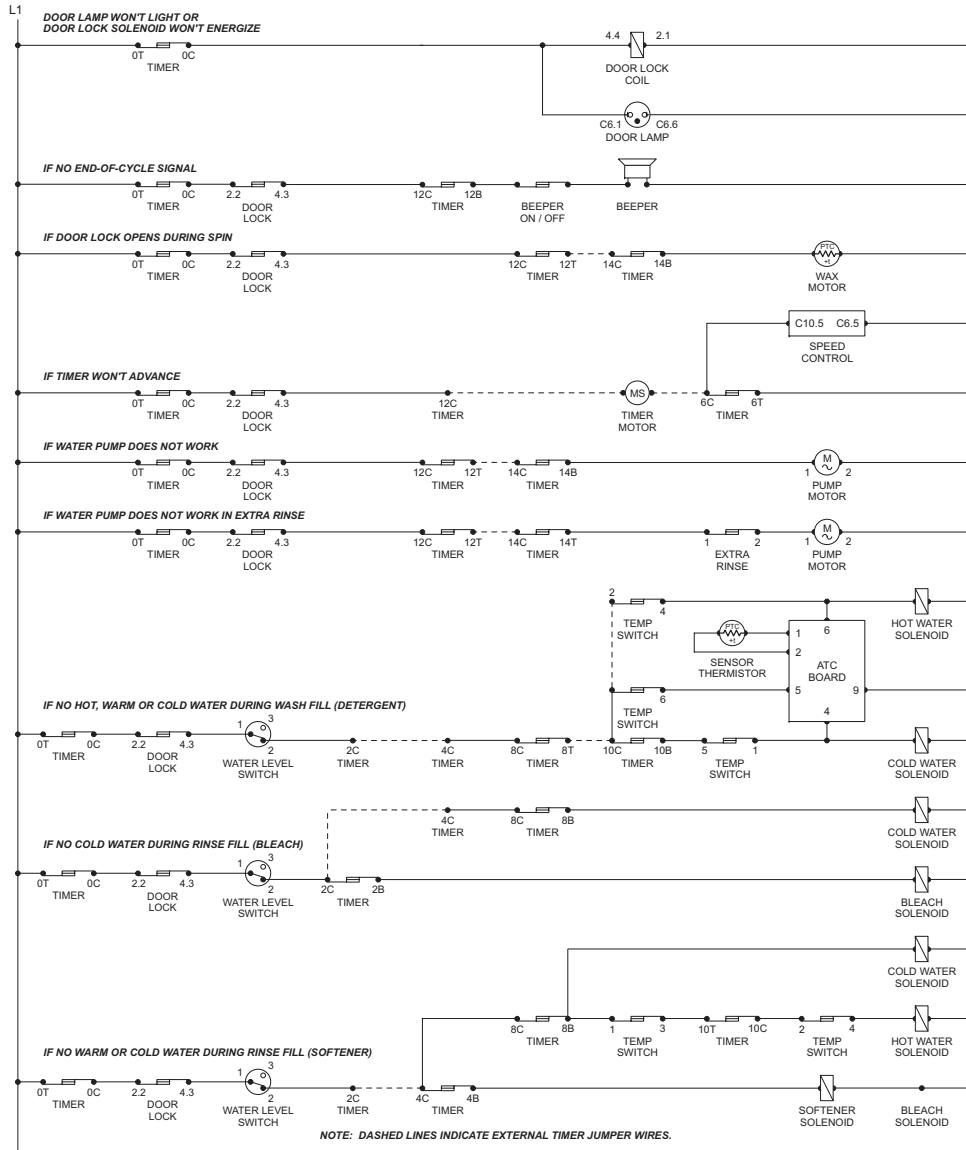 L1
DOOR LAMP WON'T LIGHT OR
DOOR LOCK SOLENOID WON'T ENERGIZE
0T 0C
TIMER
4.4 2.1
DOOR LOCK
COIL
C6.1 C6.6
DOOR LAMP
IF NO END-OF-CYCLE SIGNAL
0T 0C
TIMER
2.2 4.3
DOOR
LOCK
12C 12B
TIMER
BEEPER
ON / OFF
BEEPER
IF DOOR LOCK OPENS DURING SPIN
0T 0C
TIMER
2.2 4.3
DOOR
LOCK
12C 12T
TIMER
14C 14B
TIMER
PTC
+t
WAX
MOTOR
C10.5 C6.5
SPEED
CONTROL
IF TIMER WON'T ADVANCE
0T 0C
TIMER
2.2 4.3
DOOR
LOCK
12C
TIMER
MS
TIMER
MOTOR
6C 6T
TIMER
IF WATER PUMP DOES NOT WORK
0T 0C
TIMER
2.2 4.3
DOOR
LOCK
12C 12T
TIMER
14C 14B
TIMER
M
1 2
PUMP
MOTOR
IF WATER PUMP DOES NOT WORK IN EXTRA RINSE
0T 0C
TIMER
2.2 4.3
DOOR
LOCK
12C 12T
TIMER
14C 14T
TIMER
1 2
EXTRA
RINSE
M
1 2
PUMP
MOTOR
2 4
TEMP
SWITCH
HOT WATER
SOLENOID
PTC
+t
SENSOR
THERMISTOR
1 6
2
ATC
BOARD
5 9
4
6
TEMP
SWITCH
IF NO HOT, WARM OR COLD WATER DURING WASH FILL (DETERGENT)
0T 0C
TIMER
2.2 4.3
DOOR
LOCK
1 3
2
WATER LEVEL
SWITCH
2C
TIMER
4C
TIMER
8C 8T
TIMER
10C 10B
TIMER
5 1
TEMP
SWITCH
COLD WATER
SOLENOID
4C
TIMER
8C 8B
TIMER
COLD WATER
SOLENOID
IF NO COLD WATER DURING RINSE FILL (BLEACH)
0T 0C
TIMER
2.2 4.3
DOOR
LOCK
1 3
2
WATER LEVEL
SWITCH
2C 2B
TIMER
BLEACH
SOLENOID
COLD WATER
SOLENOID
8C 8B
TIMER
1 3
TEMP
SWITCH
10T 10C
TIMER
2 4
TEMP
SWITCH
HOT WATER
SOLENOID
IF NO WARM OR COLD WATER DURING RINSE FILL (SOFTENER)
0T 0C
TIMER
2.2 4.3
DOOR
LOCK
1 3
2
WATER LEVEL
SWITCH
2C
TIMER
4C 4B
TIMER
SOFTENER
SOLENOID
BLEACH
SOLENOID
NOTE: DASHED LINES INDICATE EXTERNAL TIMER JUMPER WIRES.